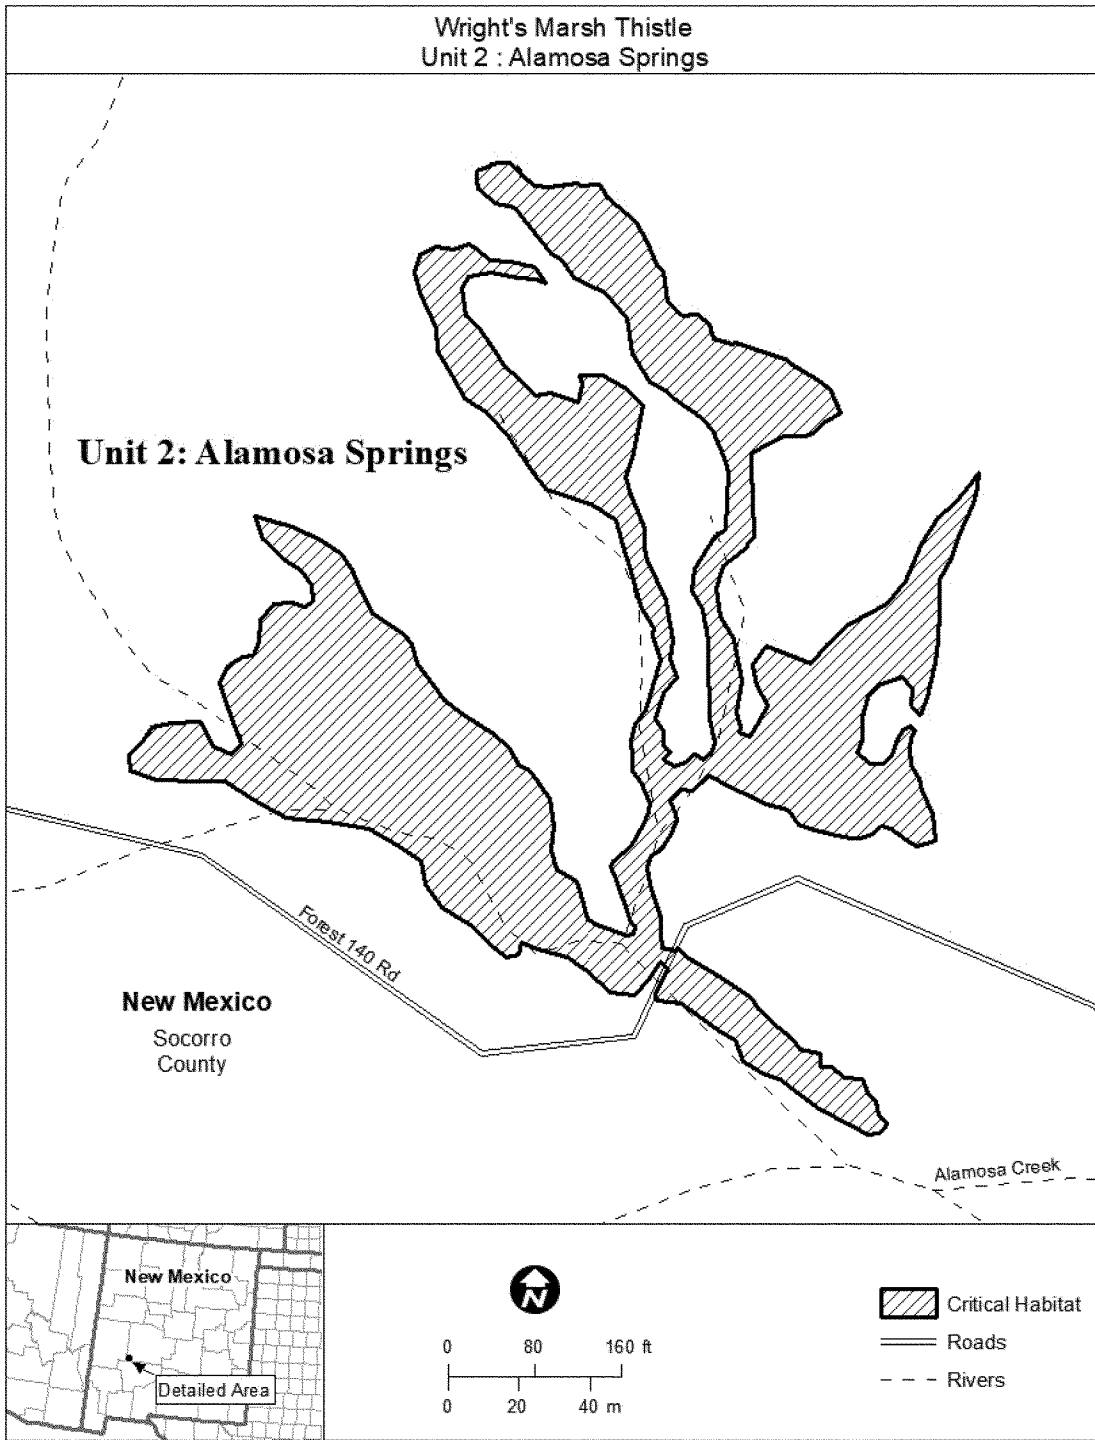 Wright's Marsh Thistle
Unit 2 : Alamosa Springs
Unit 2: Alamosa Springs
Forest 140 Rd
New Mexico
Socorro
County
Alamosa Creek
New Mexico
Detailed Area
N
0 80 160 ft
0 20 40 m
Critical Habitat
Roads
Rivers